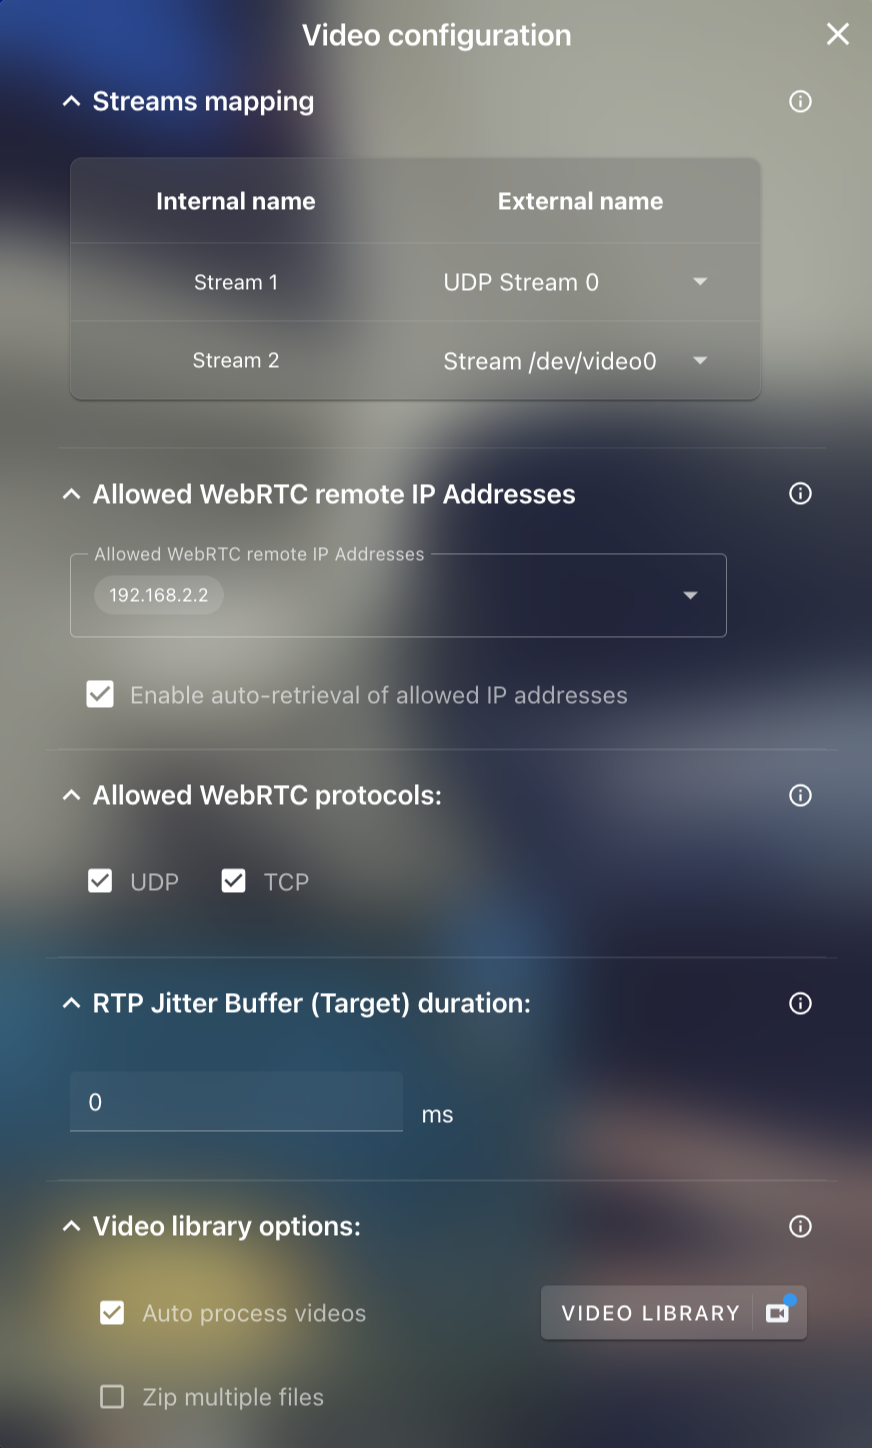 Video configuration
Streams mapping
Internal name External name
Stream 1 UDP Stream 0
Stream 2 Stream /dev/video0
Allowed WebRTC remote IP Addresses
Allowed WebRTC remote IP Addresses
192.168.2.2
Enable auto-retrieval of allowed IP addresses
Allowed WebRTC protocols:
UDP TCP
RTP Jitter Buffer (Target) duration:
0 ms
Video library options:
Auto process videos VIDEO LIBRARY
Zip multiple files